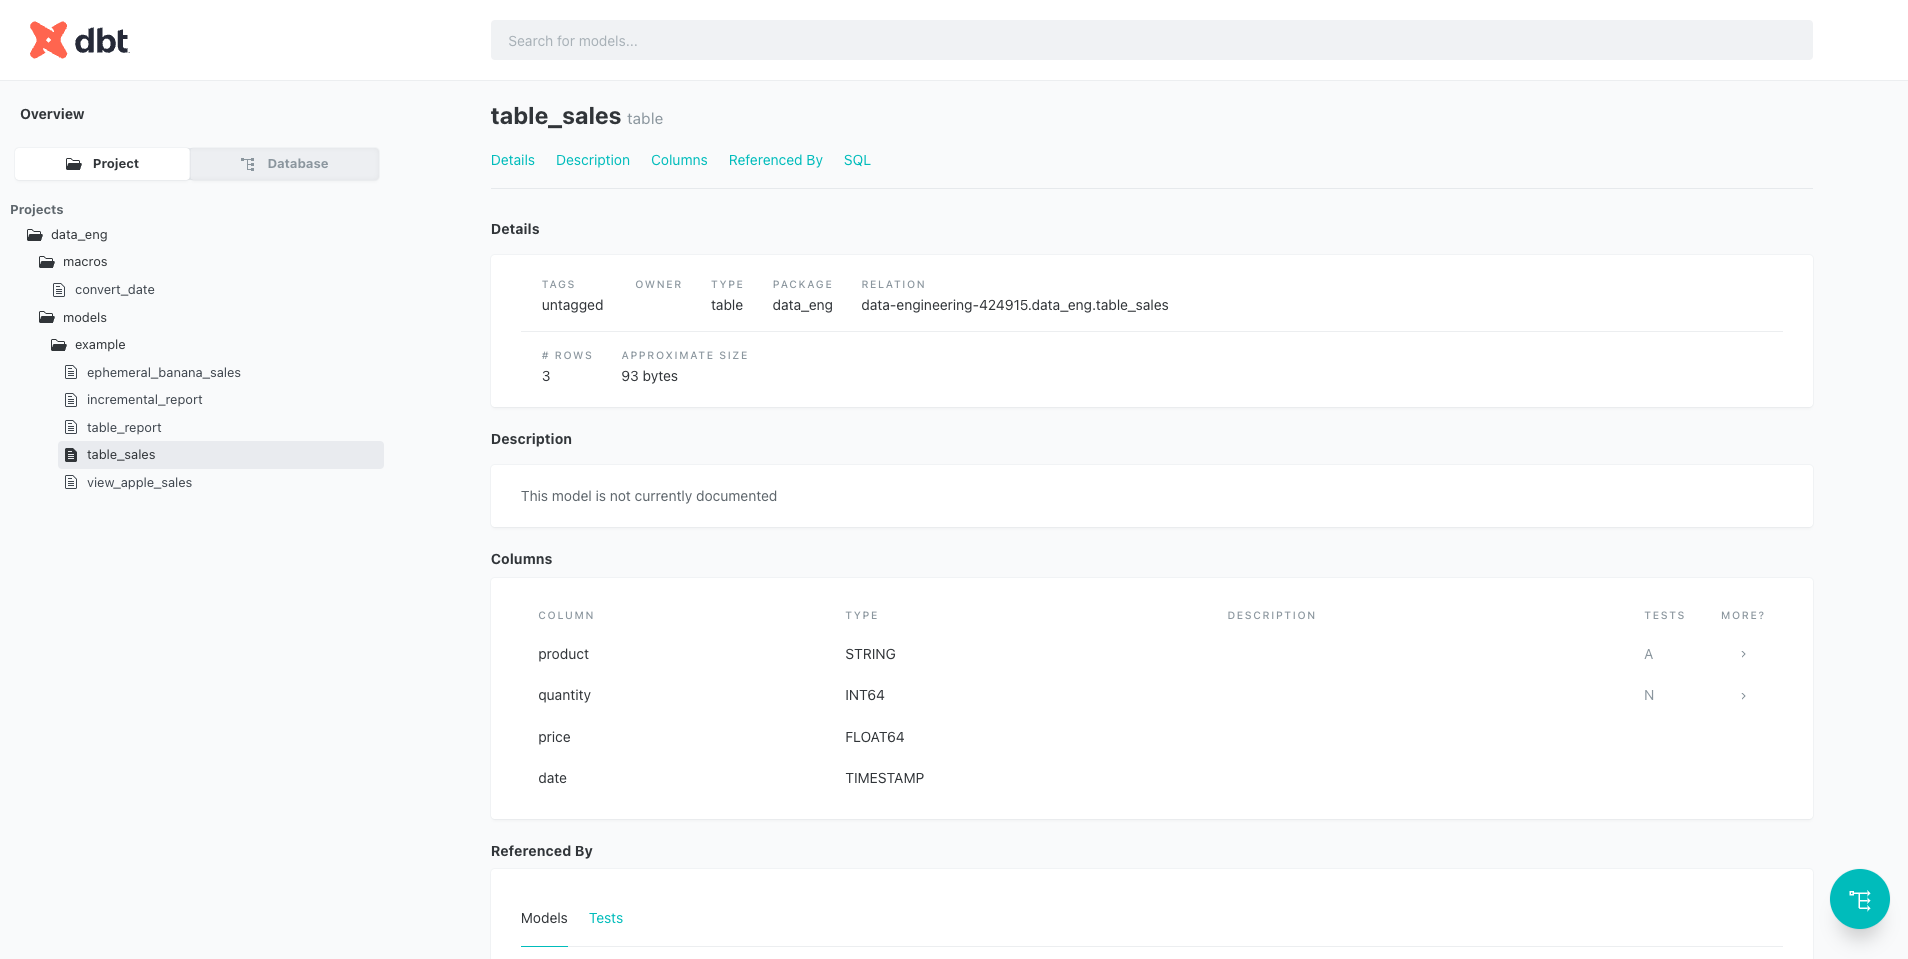 dbt
Search for models...
Overview
Project
Database
Projects
data_eng
macros
convert_date
models
example
ephemeral_banana_sales
incremental_report
table_report
table_sales
view_apple_sales
table_sales table
Details Description Columns Referenced By SQL
Details
TAGS OWNER TYPE PACKAGE RELATION
untagged table data_eng data-engineering-424915.data_eng.table_sales
# ROWS APPROXIMATE SIZE
3 93 bytes
Description
This model is not currently documented
Columns
COLUMN TYPE DESCRIPTION TESTS MORE?
product STRING A >
quantity INT64 N >
price FLOAT64
date TIMESTAMP
Referenced By
Models Tests